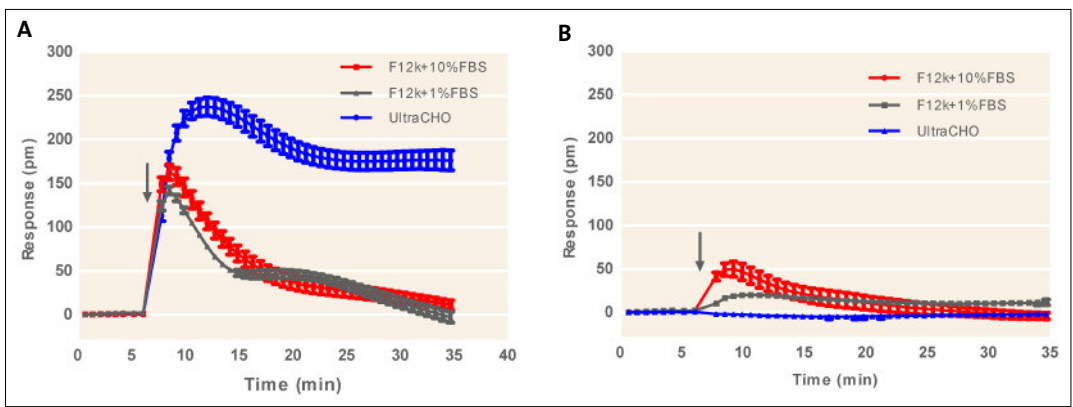 A
300
250
200
150
100
50
0
Response (pm)
F12k+10%FBS
F12k+1%FBS
UltraCHO
0 5 10 15 20 25 30 35 40
Time (min)
B
300
250
200
150
100
50
0
Response (pm)
F12k+10%FBS
F12k+1%FBS
UltraCHO
0 5 10 15 20 25 30 35
Time (min)